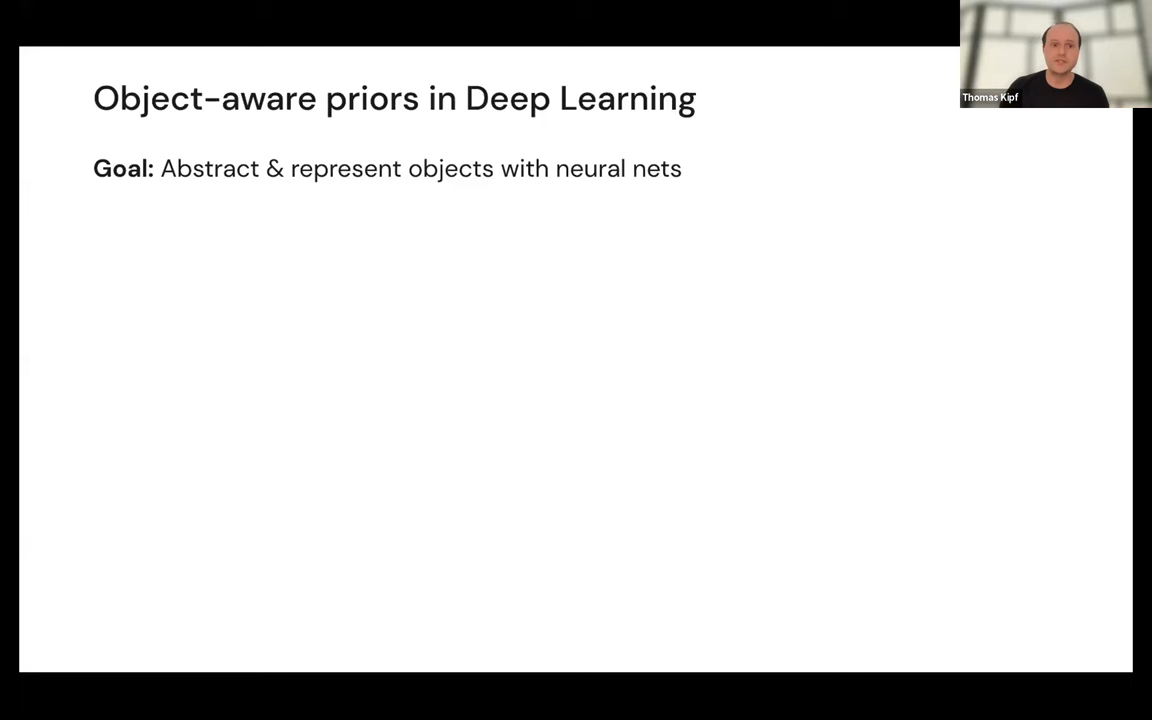 Object-aware priors in Deep Learning
Goal: Abstract & represent objects with neural nets
Thomas Kipf